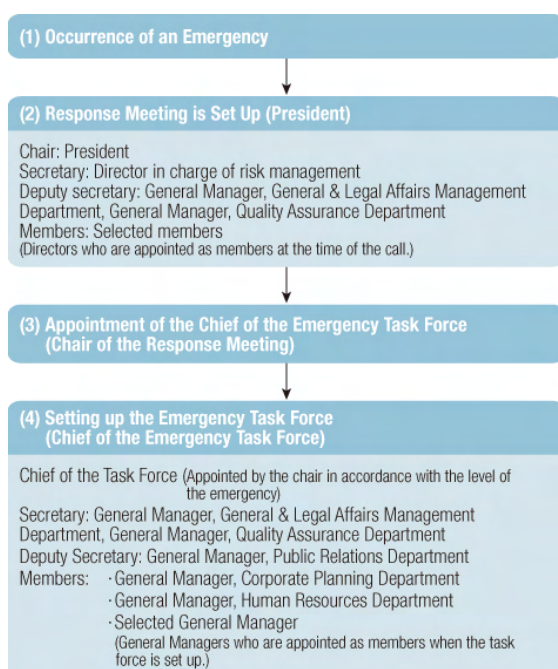 (1) Occurrence of an Emergency
(2) Response Meeting is Set Up (President)
Chair: President
Secretary: Director in charge of risk management
Deputy secretary: General Manager, General & Legal Affairs Management
Department, General Manager, Quality Assurance Department
Members: Selected members
(Directors who are appointed as members at the time of the call.)
(3) Appointment of the Chief of the Emergency Task Force
(Chair of the Response Meeting)
(4) Setting up the Emergency Task Force
(Chief of the Emergency Task Force)
Chief of the Task Force (Appointed by the chair in accordance with the level of
the emergency)
Secretary: General Manager, General & Legal Affairs Management
Department, General Manager, Quality Assurance Department
Deputy Secretary: General Manager, Public Relations Department
Members: ·General Manager, Corporate Planning Department
·General Manager, Human Resources Department
·Selected General Manager
(General Managers who are appointed as members when the task
force is set up.)